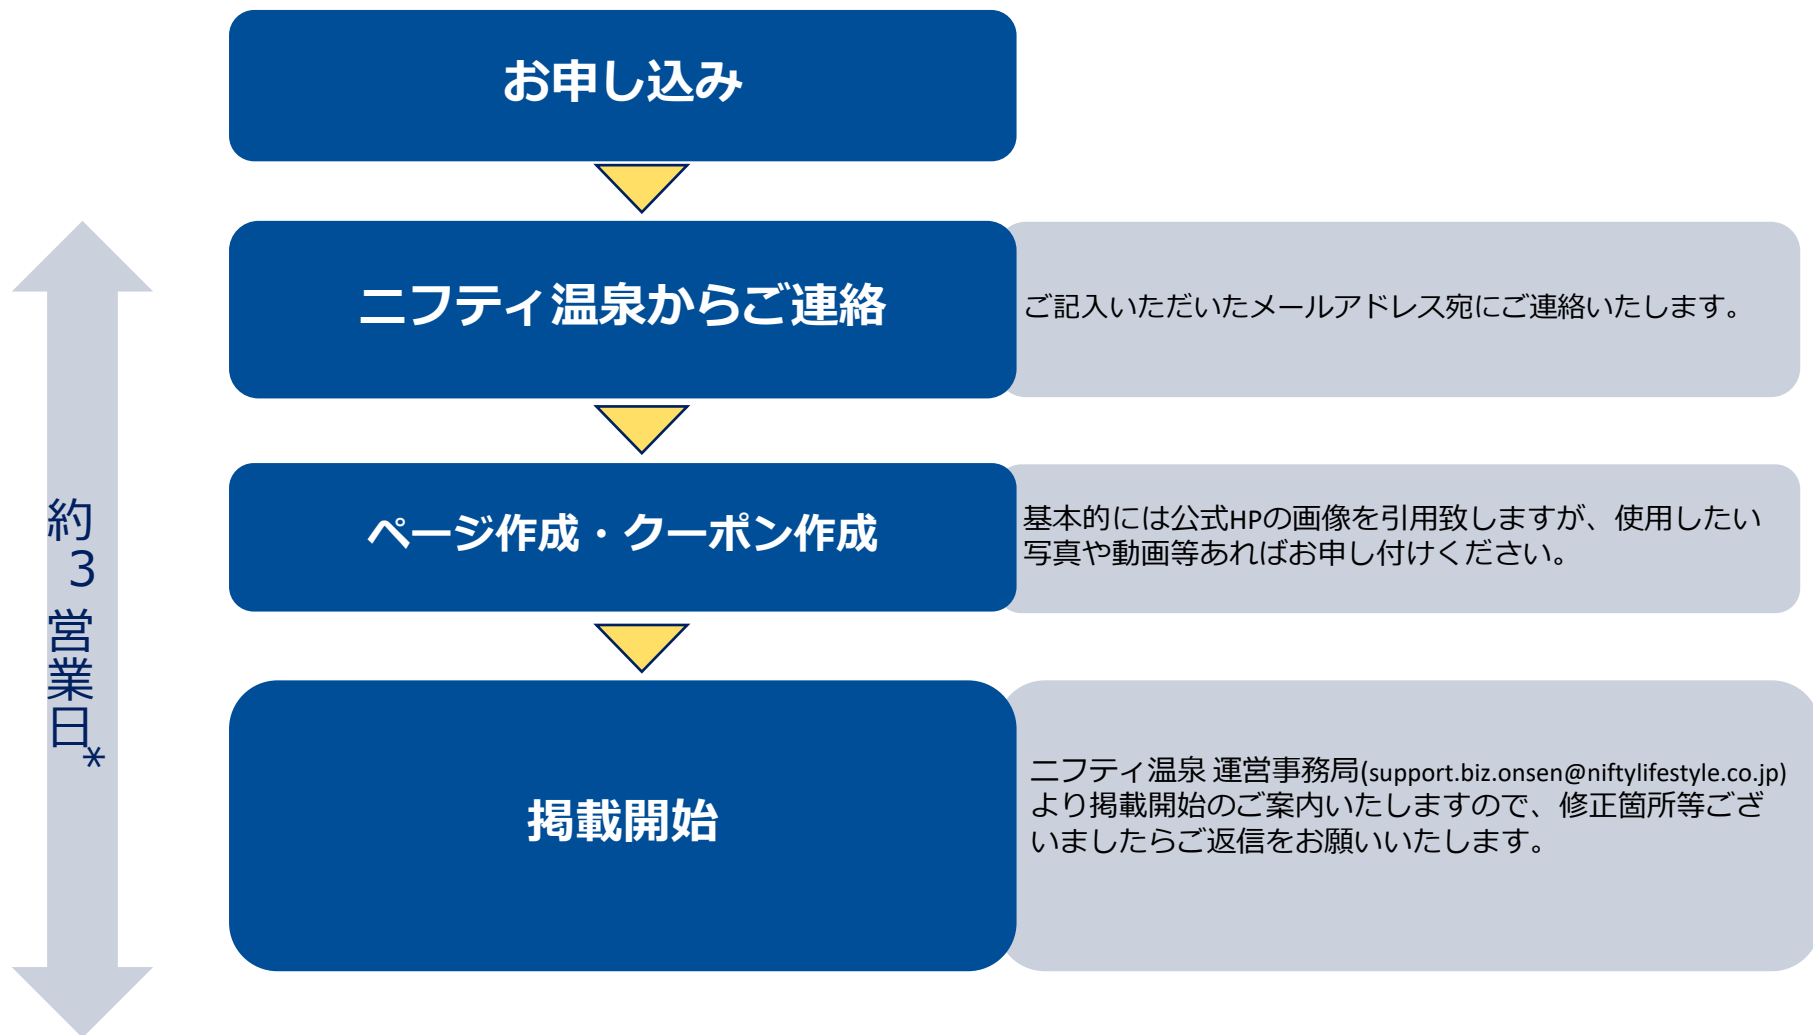 お申し込み
ニフティ温泉からご連絡
ご記入いただいたメールアドレス宛にご連絡いたします。
ページ作成・クーポン作成
基本的には公式HPの画像を引用致しますが、使用したい
写真や動画等あればお申し付けください。
掲載開始
ニフティ温泉 運営事務局(support.biz.onsen@niftylifestyle.co.jp)
より掲載開始のご案内いたしますので、修正箇所等ござ
いましたらご返信をお願いいたします。
約3営業日*